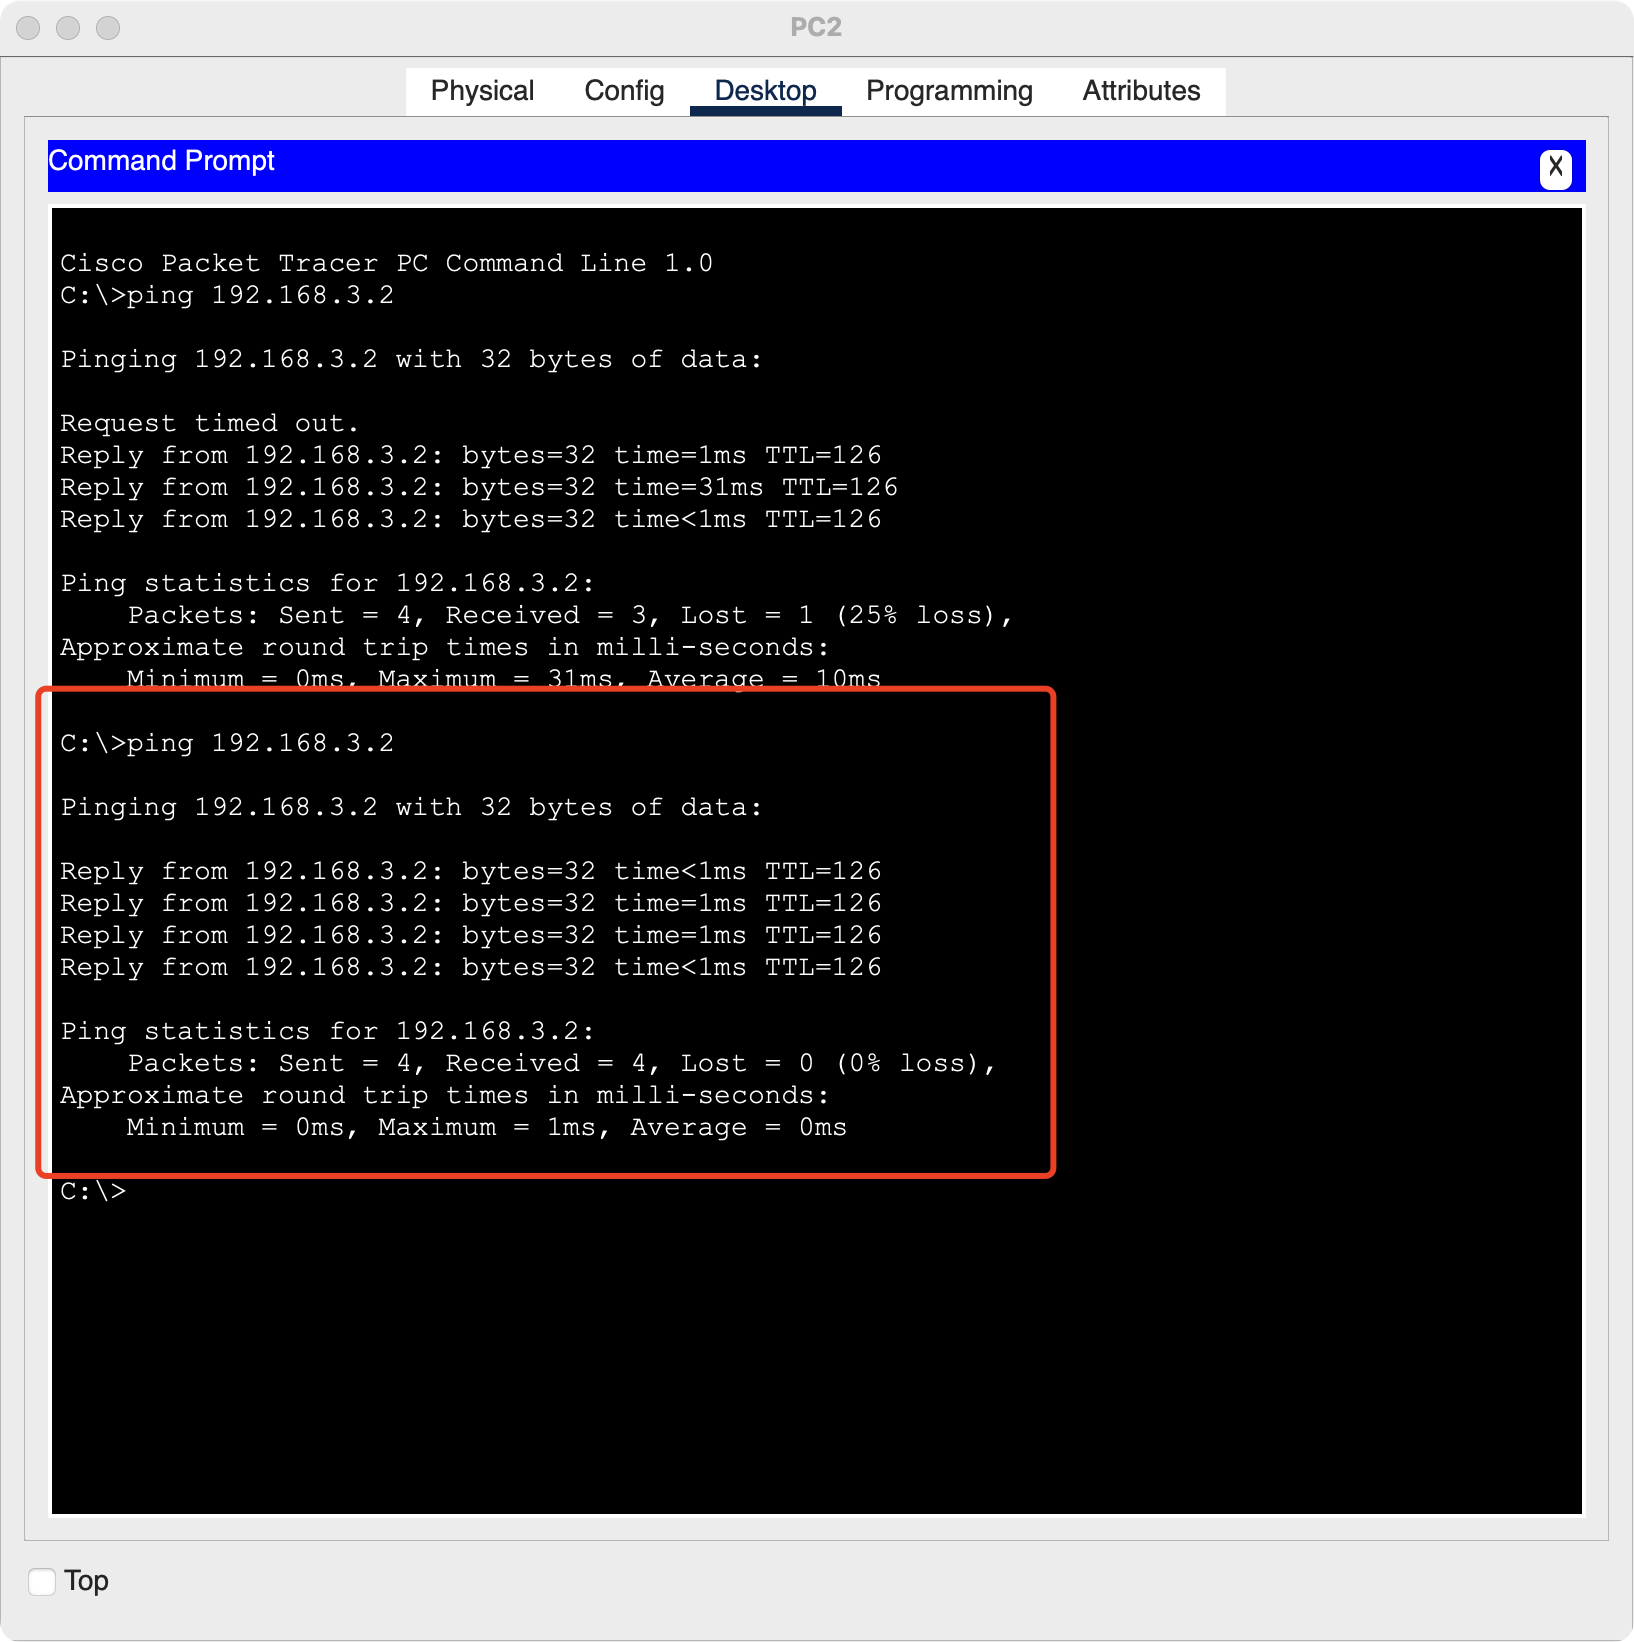 PC2
Physical Config Desktop Programming Attributes
Command Prompt
X
Cisco Packet Tracer PC Command Line 1.0
C:\>ping 192.168.3.2
Pinging 192.168.3.2 with 32 bytes of data:
Request timed out.
Reply from 192.168.3.2: bytes=32 time=1ms TTL=126
Reply from 192.168.3.2: bytes=32 time=31ms TTL=126
Reply from 192.168.3.2: bytes=32 time<1ms TTL=126
Ping statistics for 192.168.3.2:
    Packets: Sent = 4, Received = 3, Lost = 1 (25% loss),
Approximate round trip times in milli-seconds:
    Minimum = 0ms, Maximum = 31ms, Average = 10ms
C:\>ping 192.168.3.2
Pinging 192.168.3.2 with 32 bytes of data:
Reply from 192.168.3.2: bytes=32 time<1ms TTL=126
Reply from 192.168.3.2: bytes=32 time=1ms TTL=126
Reply from 192.168.3.2: bytes=32 time=1ms TTL=126
Reply from 192.168.3.2: bytes=32 time<1ms TTL=126
Ping statistics for 192.168.3.2:
    Packets: Sent = 4, Received = 4, Lost = 0 (0% loss),
Approximate round trip times in milli-seconds:
    Minimum = 0ms, Maximum = 1ms, Average = 0ms
C:\>
Top